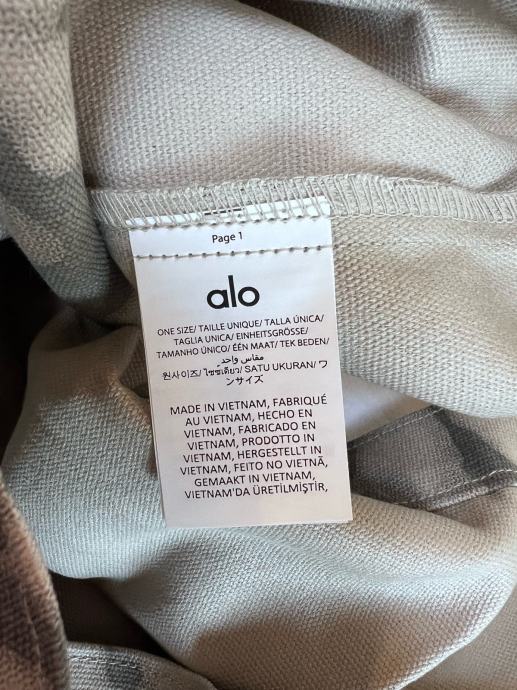 Page 1
alo
ONE SIZE/ TAILLE UNIQUE/ TALLA ÚNICA/
TAGLIA UNICA/ EINHEITSGRÖSSE/
TAMANHO ÚNICO/ ÉÉN MAAT/ TEK BEDEN/
مقاس واحد
원사이즈/ ไซซ์เดียว/ SATU UKURAN/ ワ
ンサイズ
MADE IN VIETNAM, FABRIQUÉ
AU VIETNAM, HECHO EN
VIETNAM, FABRICADO EN
VIETNAM, PRODOTTO IN
VIETNAM, HERGESTELLT IN
VIETNAM, FEITO NO VIETNÃ,
GEMAAKT IN VIETNAM,
VIETNAM'DA ÜRETİLMİŞTİR,